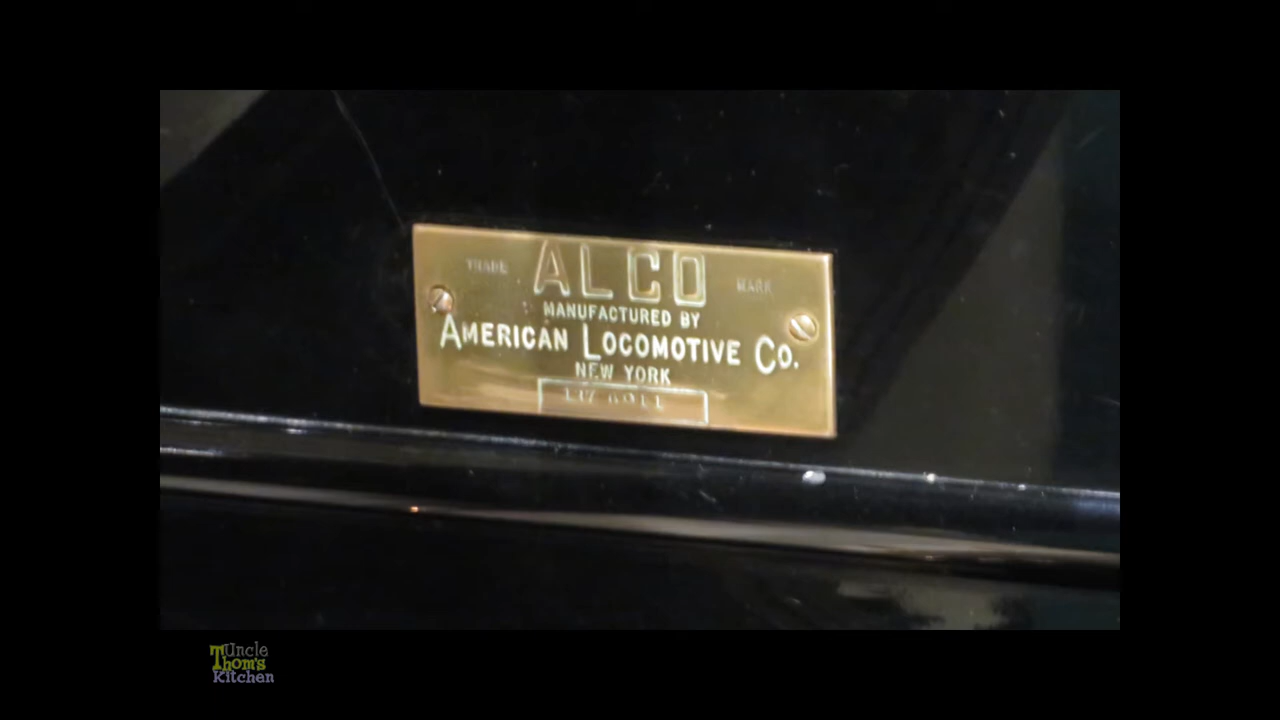 TRADE ALCO MARK
MANUFACTURED BY
AMERICAN LOCOMOTIVE CO.
NEW YORK
Uncle
Thom's
Kitchen